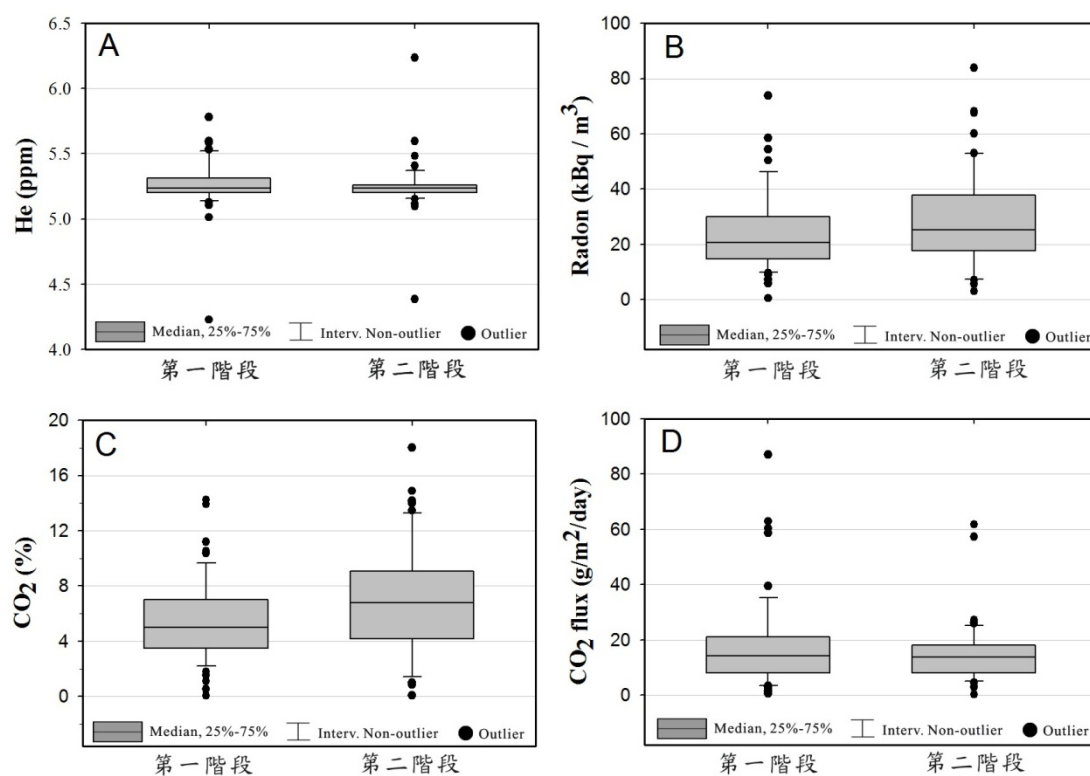 A
He (ppm)
6.5
6.0
5.5
5.0
4.5
4.0
Median, 25%-75% Interv. Non-outlier Outlier
第一階段 第二階段
B
Radon (kBq / m³)
100
80
60
40
20
0
Median, 25%-75% Interv. Non-outlier Outlier
第一階段 第二階段
C
CO₂ (%)
20
16
12
8
4
0
Median, 25%-75% Interv. Non-outlier Outlier
第一階段 第二階段
D
CO₂ flux (g/m²/day)
100
80
60
40
20
0
Median, 25%-75% Interv. Non-outlier Outlier
第一階段 第二階段